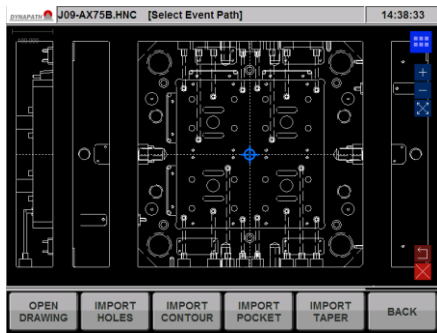 DYNAPATH J09-AX75B.HNC [Select Event Path] 14:38:33
OPEN DRAWING
IMPORT HOLES
IMPORT CONTOUR
IMPORT POCKET
IMPORT TAPER
BACK